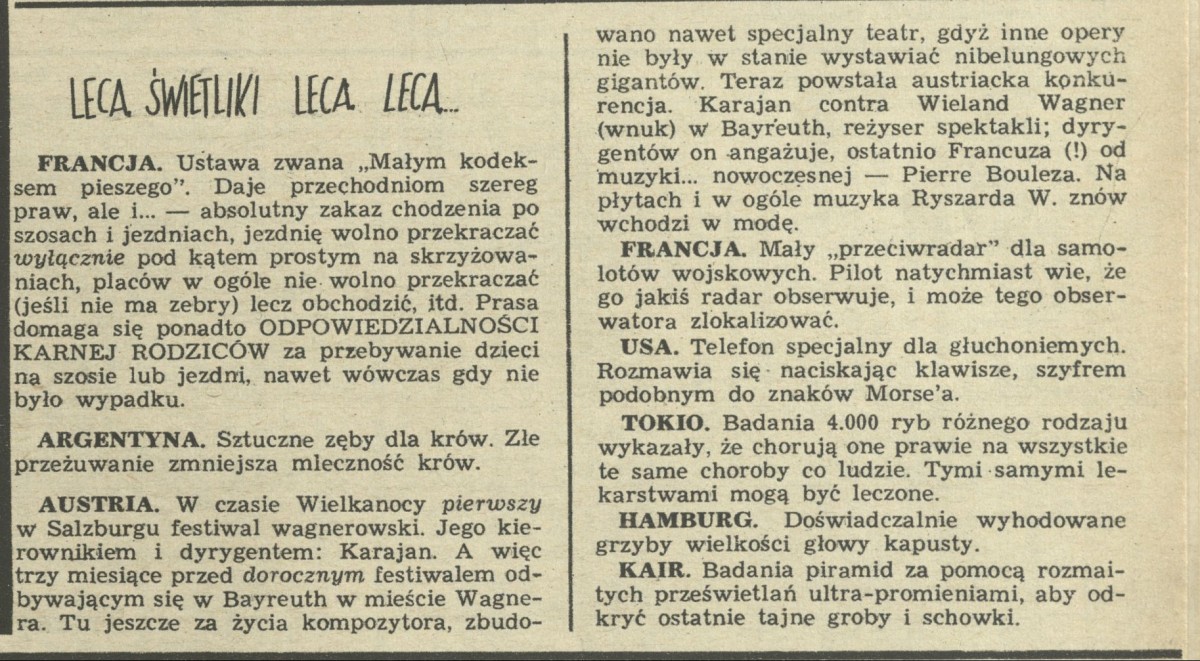 LECĄ ŚWIETLIKI LECĄ LECĄ...
FRANCJA. Ustawa zwana „Małym kodek-
sem pieszego”. Daje przechodniom szereg
praw, ale i... — absolutny zakaz chodzenia po
szosach i jezdniach, jezdnię wolno przekraczać
wyłącznie pod kątem prostym na skrzyżowa-
niach, placów w ogóle nie wolno przekraczać
(jeśli nie ma zebry) lecz obchodzić, itd. Prasa
domaga się ponadto ODPOWIEDZIALNOŚCI
KARNEJ RODZICÓW za przebywanie dzieci
na szosie lub jezdni, nawet wówczas gdy nie
było wypadku.
ARGENTYNA. Sztuczne zęby dla krów. Złe
przeżuwanie zmniejsza mleczność krów.
AUSTRIA. W czasie Wielkanocy pierwszy
w Salzburgu festiwal wagnerowski. Jego kie-
rownikiem i dyrygentem: Karajan. A więc
trzy miesiące przed dorocznym festiwalem od-
bywającym się w Bayreuth w mieście Wagne-
ra. Tu jeszcze za życia kompozytora, zbudo-
wano nawet specjalny teatr, gdyż inne opery
nie były w stanie wystawiać nibelungowych
gigantów. Teraz powstała austriacka konku-
rencja. Karajan contra Wieland Wagner
(wnuk) w Bayreuth, reżyser spektakli; dyry-
gentów on angażuje, ostatnio Francuza (!) od
muzyki... nowoczesnej — Pierre Bouleza. Na
płytach i w ogóle muzyka Ryszarda W. znów
wchodzi w modę.
FRANCJA. Mały „przeciwradar” dla samo-
lotów wojskowych. Pilot natychmiast wie, że
go jakiś radar obserwuje, i może tego obser-
watora zlokalizować.
USA. Telefon specjalny dla głuchoniemych.
Rozmawia się naciskając klawisze, szyfrem
podobnym do znaków Morse’a.
TOKIO. Badania 4.000 ryb różnego rodzaju
wykazały, że chorują one prawie na wszystkie
te same choroby co ludzie. Tymi samymi le-
karstwami mogą być leczone.
HAMBURG. Doświadczalnie wyhodowane
grzyby wielkości głowy kapusty.
KAIR. Badania piramid za pomocą rozmai-
tych prześwietlań ultra-promieniami, aby od-
kryć ostatnie tajne groby i schowki.